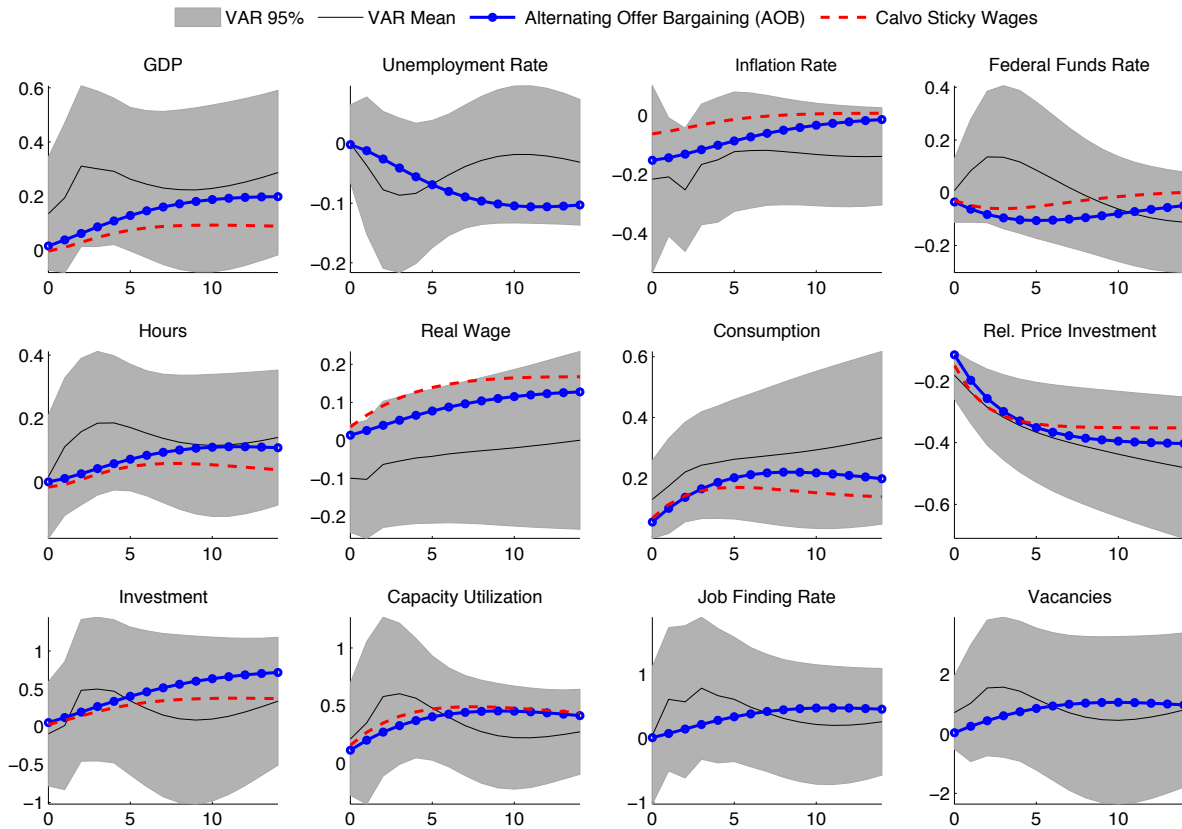 VAR 95% VAR Mean Alternating Offer Bargaining (AOB) Calvo Sticky Wages
GDP Unemployment Rate Inflation Rate Federal Funds Rate
0.6
0.4
0.2
0
0 5 10
0
−0.1
−0.2
0 5 10
0
−0.2
−0.4
0 5 10
0.4
0.2
0
−0.2
0 5 10
Hours Real Wage Consumption Rel. Price Investment
0.4
0.2
0
0 5 10
0.2
0.1
0
−0.1
−0.2
0 5 10
0.6
0.4
0.2
0 5 10
−0.2
−0.4
−0.6
0 5 10
Investment Capacity Utilization Job Finding Rate Vacancies
1
0.5
0
−0.5
−1
0 5 10
1
0.5
0
0 5 10
1
0
−1
0 5 10
2
0
−2
0 5 10